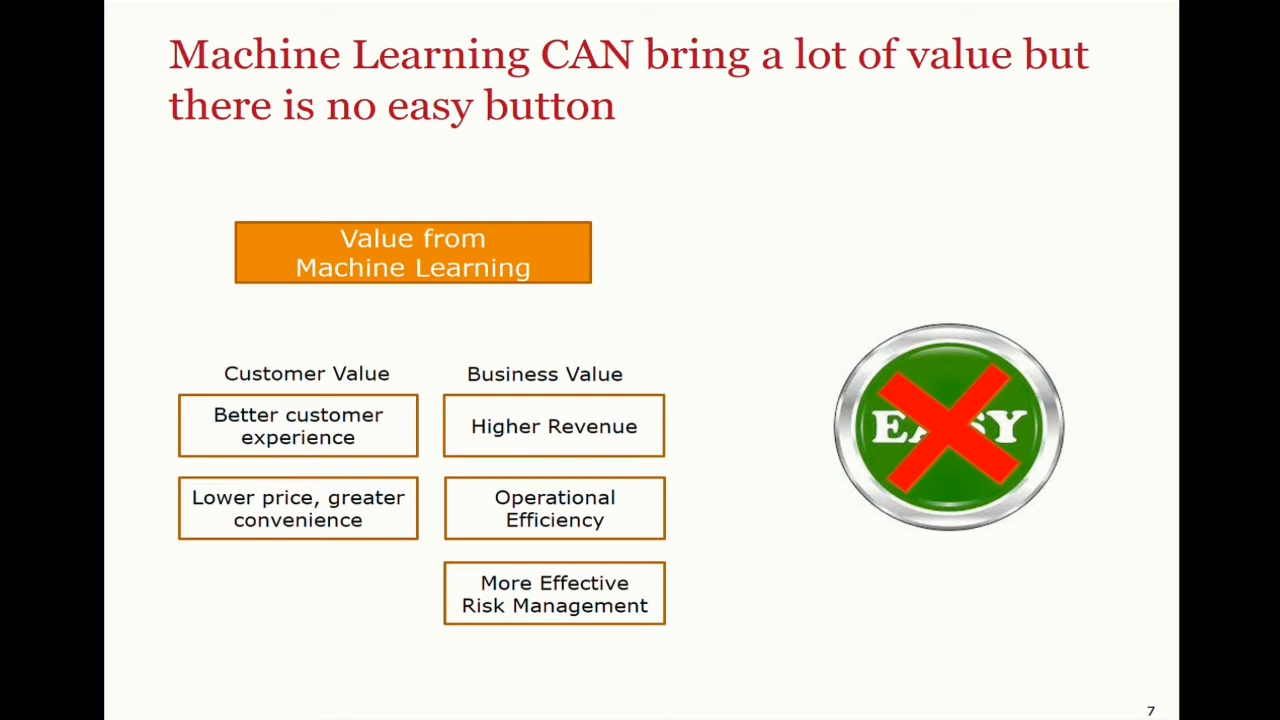 Machine Learning CAN bring a lot of value but
there is no easy button
Value from
Machine Learning
Customer Value
Better customer
experience
Lower price, greater
convenience
Business Value
Higher Revenue
Operational
Efficiency
More Effective
Risk Management
EASY
7